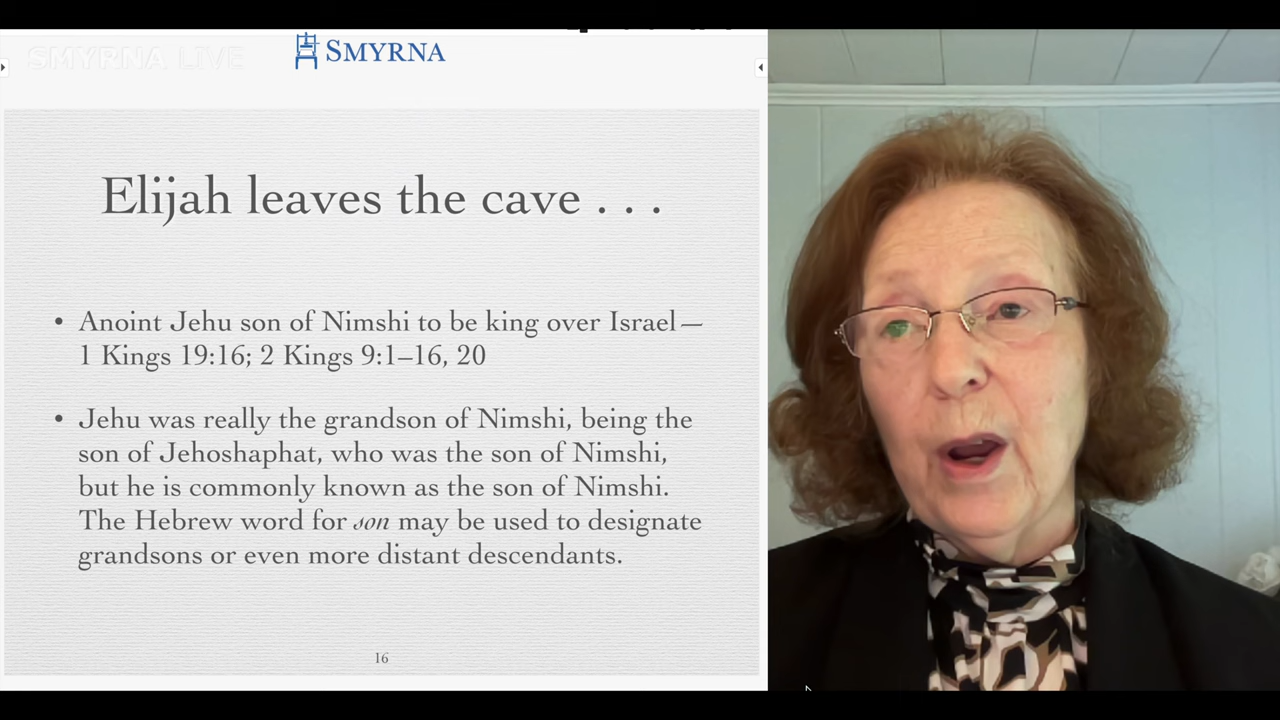 SMYRNA LIVE
SMYRNA
Elijah leaves the cave . . .
• Anoint Jehu son of Nimshi to be king over Israel—
1 Kings 19:16; 2 Kings 9:1–16, 20
• Jehu was really the grandson of Nimshi, being the
son of Jehoshaphat, who was the son of Nimshi,
but he is commonly known as the son of Nimshi.
The Hebrew word for son may be used to designate
grandsons or even more distant descendants.
16